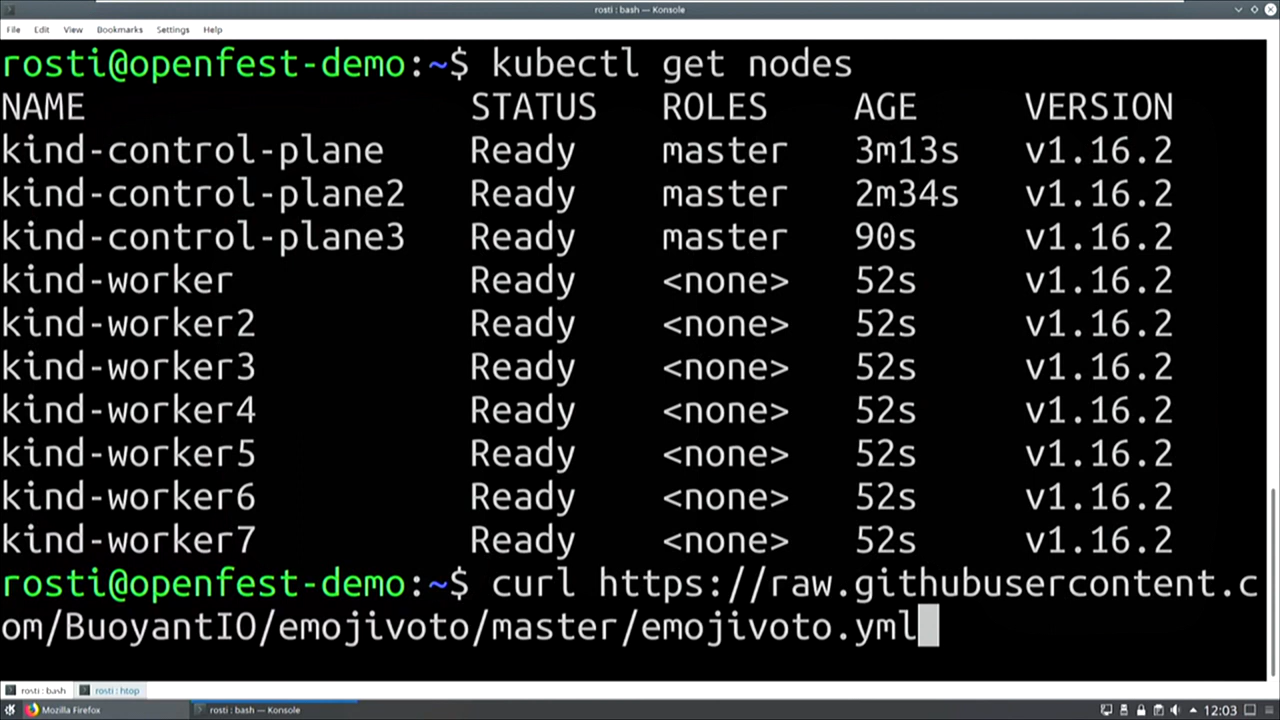 rosti : bash — Konsole
File Edit View Bookmarks Settings Help
rosti@openfest-demo:~$ kubectl get nodes
NAME STATUS ROLES AGE VERSION
kind-control-plane Ready master 3m13s v1.16.2
kind-control-plane2 Ready master 2m34s v1.16.2
kind-control-plane3 Ready master 90s v1.16.2
kind-worker Ready <none> 52s v1.16.2
kind-worker2 Ready <none> 52s v1.16.2
kind-worker3 Ready <none> 52s v1.16.2
kind-worker4 Ready <none> 52s v1.16.2
kind-worker5 Ready <none> 52s v1.16.2
kind-worker6 Ready <none> 52s v1.16.2
kind-worker7 Ready <none> 52s v1.16.2
rosti@openfest-demo:~$ curl https://raw.githubusercontent.c
om/BuoyantIO/emojivoto/master/emojivoto.yml
rosti : bash rosti : htop
Mozilla Firefox rosti : bash — Konsole 12:03